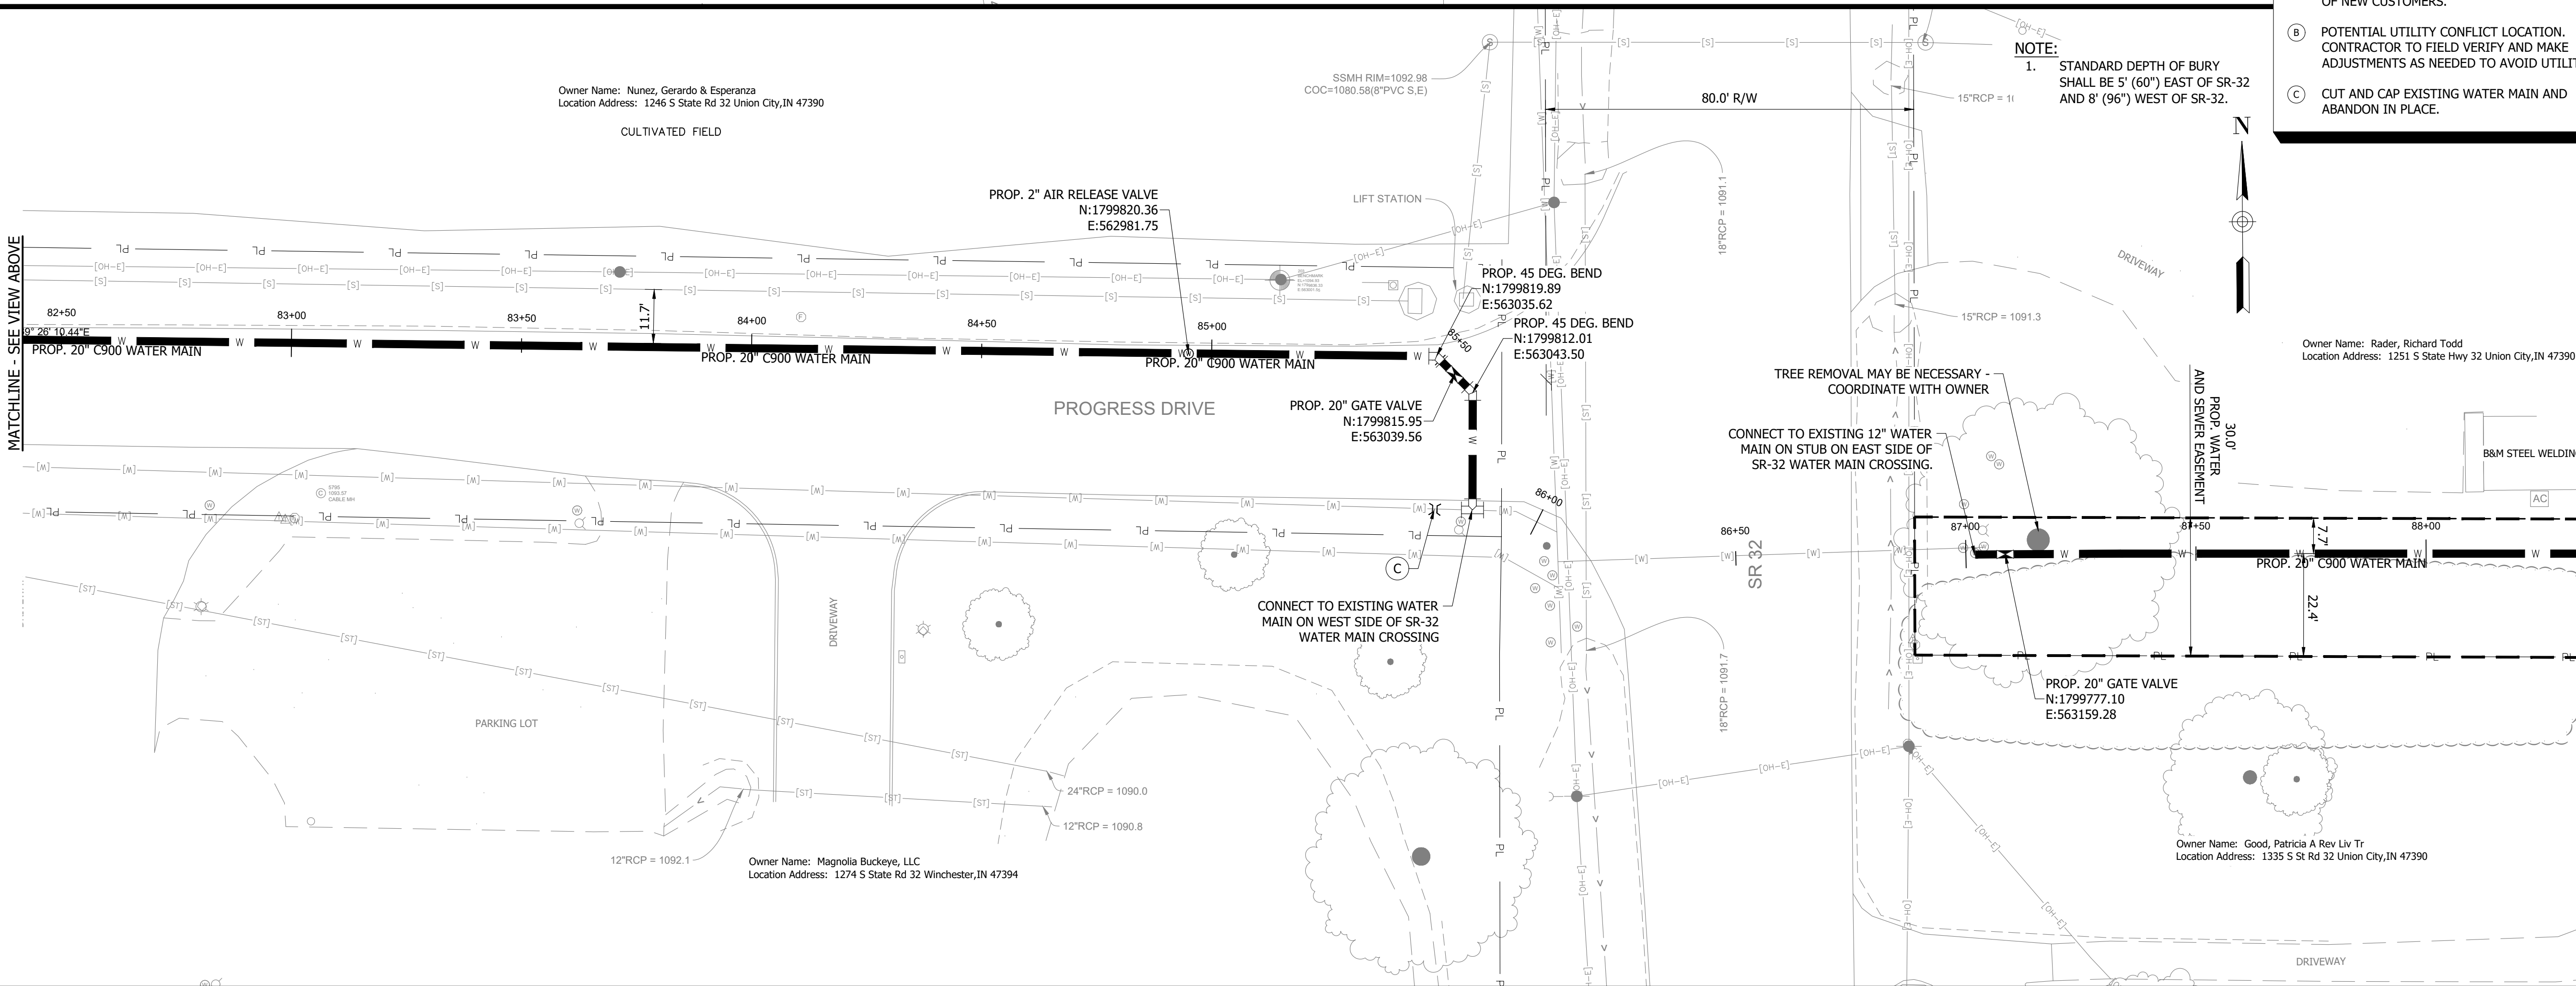 OF NEW CUSTOMERS.
B POTENTIAL UTILITY CONFLICT LOCATION.
CONTRACTOR TO FIELD VERIFY AND MAKE
ADJUSTMENTS AS NEEDED TO AVOID
C CUT AND CAP EXISTING WATER MAIN AND
ABANDON IN PLACE.
NOTE:
1. STANDARD DEPTH OF BURY
SHALL BE 5' (60") EAST OF SR-32
AND 8' (96") WEST OF SR-32.
N
Owner Name: Nunez, Gerardo & Esperanza
Location Address: 1246 S State Rd 32 Union City,IN 47390
CULTIVATED FIELD
SSMH RIM=1092.98
COC=1080.58(8"PVC S,E)
80.0' R/W
15"RCP =
18"RCP = 1091.1
LIFT STATION
PROP. 2" AIR RELEASE VALVE
N:1799820.36
E:562981.75
PROP. 45 DEG. BEND
N:1799819.89
E:563035.62
PROP. 45 DEG. BEND
N:1799812.01
E:563043.50
MATCHLINE - SEE VIEW ABOVE
82+50
83+00
83+50
84+00
84+50
85+00
85+50
86+00
86+50
87+00
87+50
88+00
9° 26' 10.44"E
11.7'
PROP. 20" C900 WATER MAIN
PROP. 20" C900 WATER MAIN
PROP. 20" C900 WATER MAIN
PROGRESS DRIVE
PROP. 20" GATE VALVE
N:1799815.95
E:563039.56
DRIVEWAY
15"RCP = 1091.3
Owner Name: Rader, Richard Todd
Location Address: 1251 S State Hwy 32 Union City,IN 47390
TREE REMOVAL MAY BE NECESSARY -
COORDINATE WITH OWNER
CONNECT TO EXISTING 12" WATER
MAIN ON STUB ON EAST SIDE OF
SR-32 WATER MAIN CROSSING.
30.0'
PROP. WATER
AND SEWER EASEMENT
B&M STEEL
AC
7.7'
PROP. 20" C900 WATER MAIN
22.4'
SR 32
C
CONNECT TO EXISTING WATER
MAIN ON WEST SIDE OF SR-32
WATER MAIN CROSSING
5795
1093.57
CABLE MH
DRIVEWAY
PARKING LOT
18"RCP = 1091.7
PROP. 20" GATE VALVE
N:1799777.10
E:563159.28
24"RCP = 1090.0
12"RCP = 1090.8
12"RCP = 1092.1
Owner Name: Magnolia Buckeye, LLC
Location Address: 1274 S State Rd 32 Winchester,IN 47394
Owner Name: Good, Patricia A Rev Liv Tr
Location Address: 1335 S St Rd 32 Union City,IN 47390
DRIVEWAY